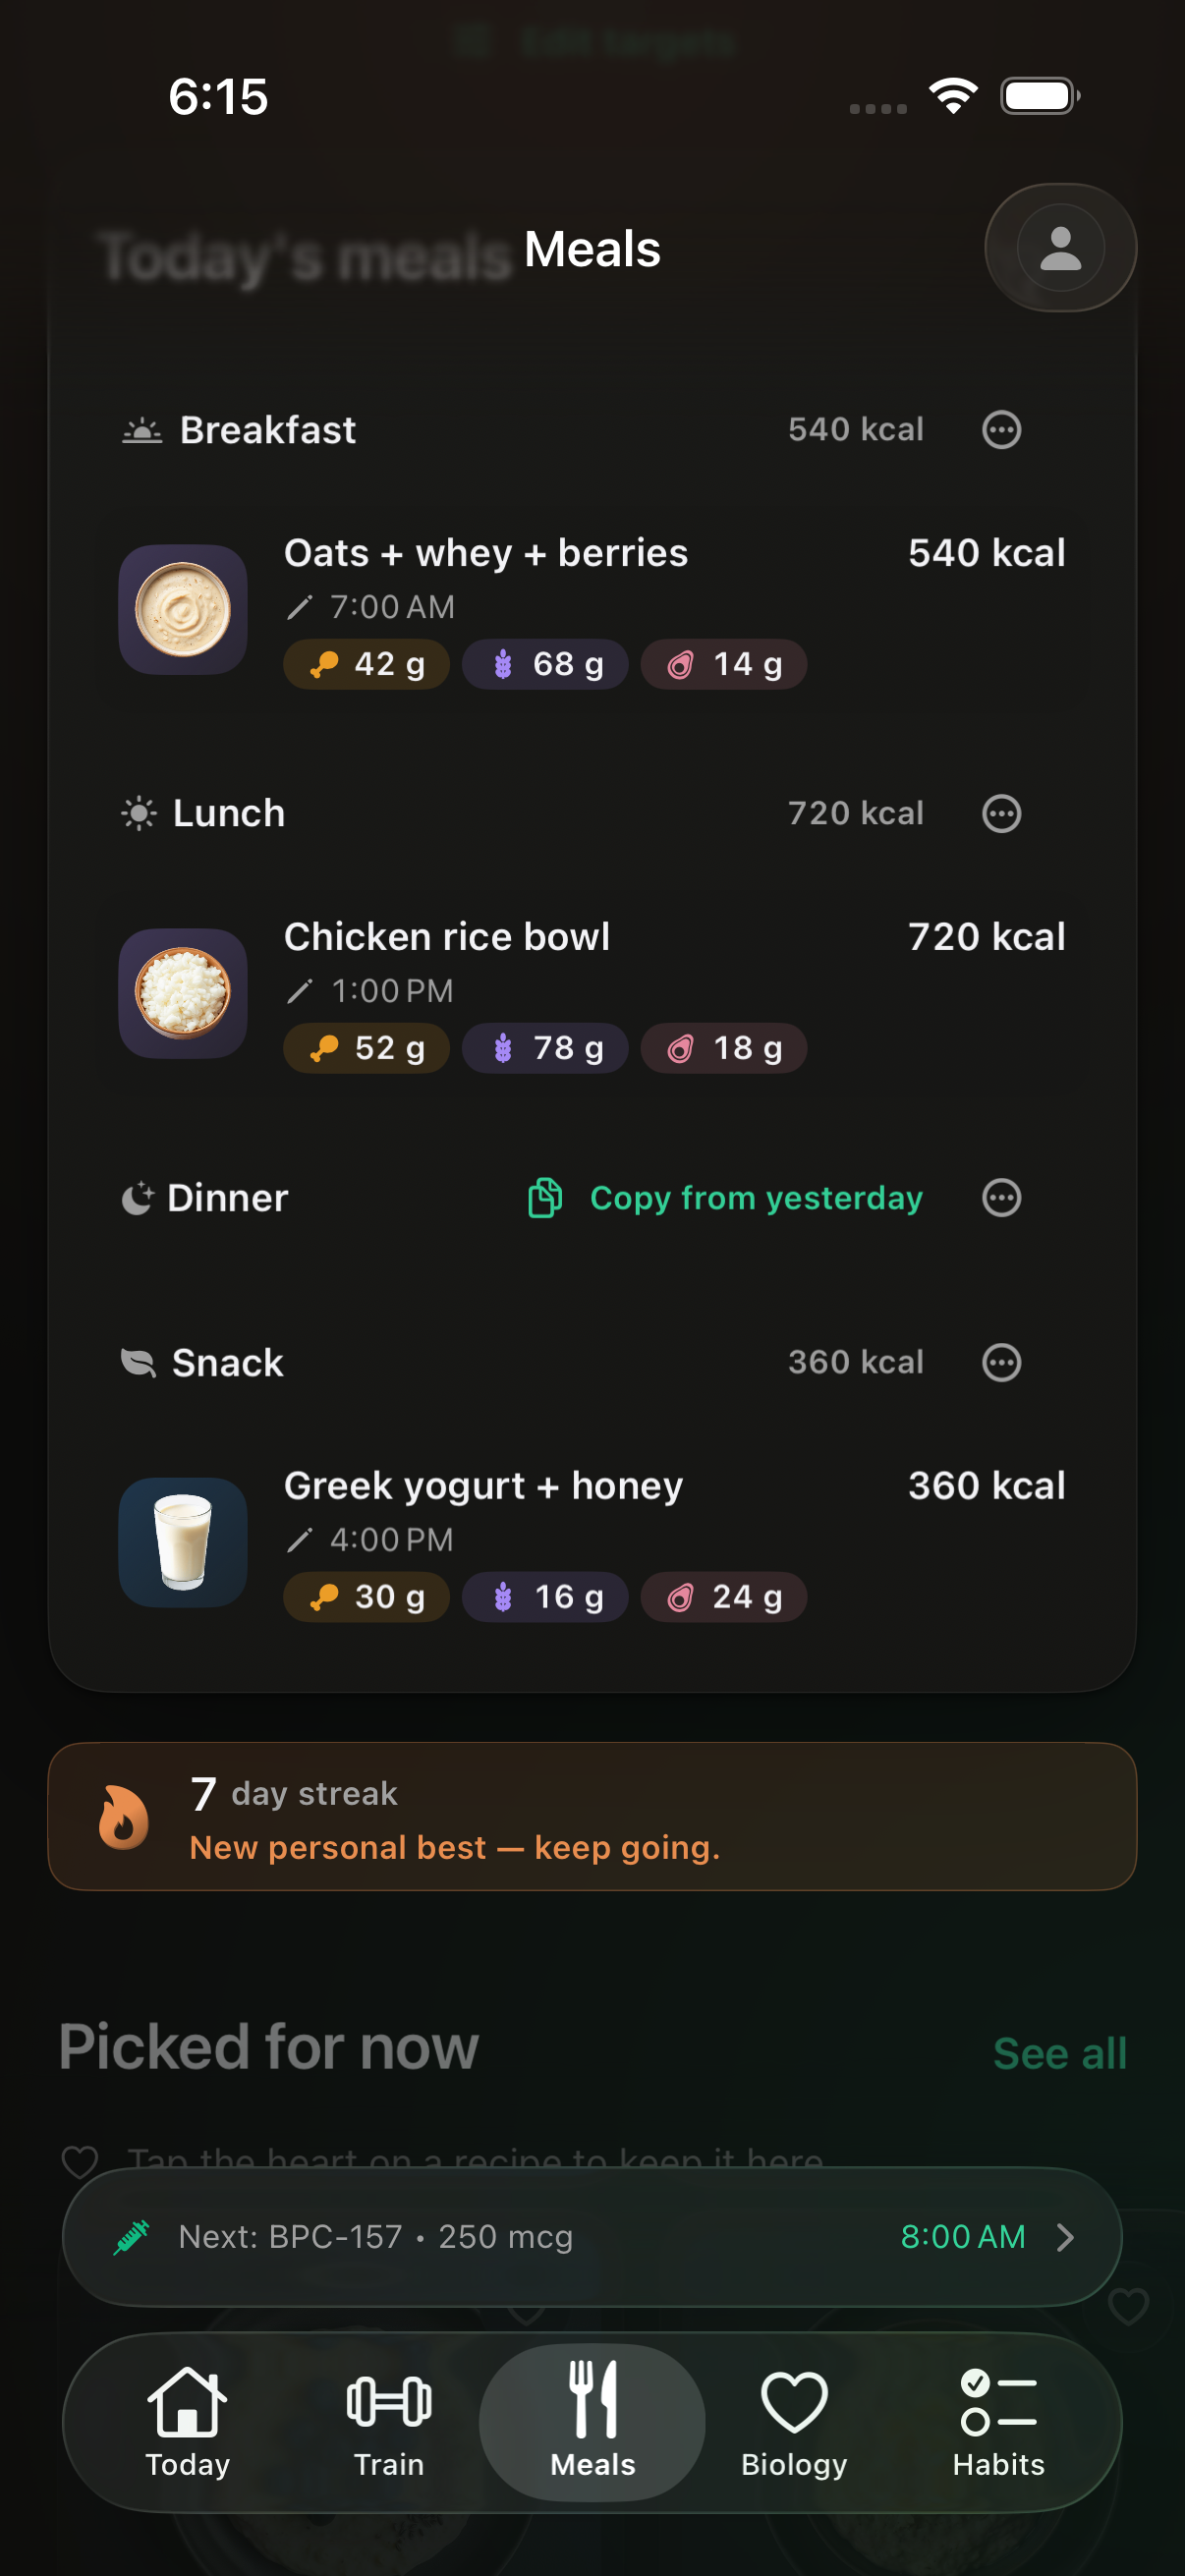 Edit targets
6:15
Today's meals
Meals
Breakfast
540 kcal
Oats + whey + berries
540 kcal
7:00 AM
42 g
68 g
14 g
Lunch
720 kcal
Chicken rice bowl
720 kcal
1:00 PM
52 g
78 g
18 g
Dinner
Copy from yesterday
Snack
360 kcal
Greek yogurt + honey
360 kcal
4:00 PM
30 g
16 g
24 g
7 day streak
New personal best — keep going.
Picked for now
See all
Tap the heart on a recipe to keep it here
Next: BPC-157 • 250 mcg
8:00 AM
Today
Train
Meals
Biology
Habits